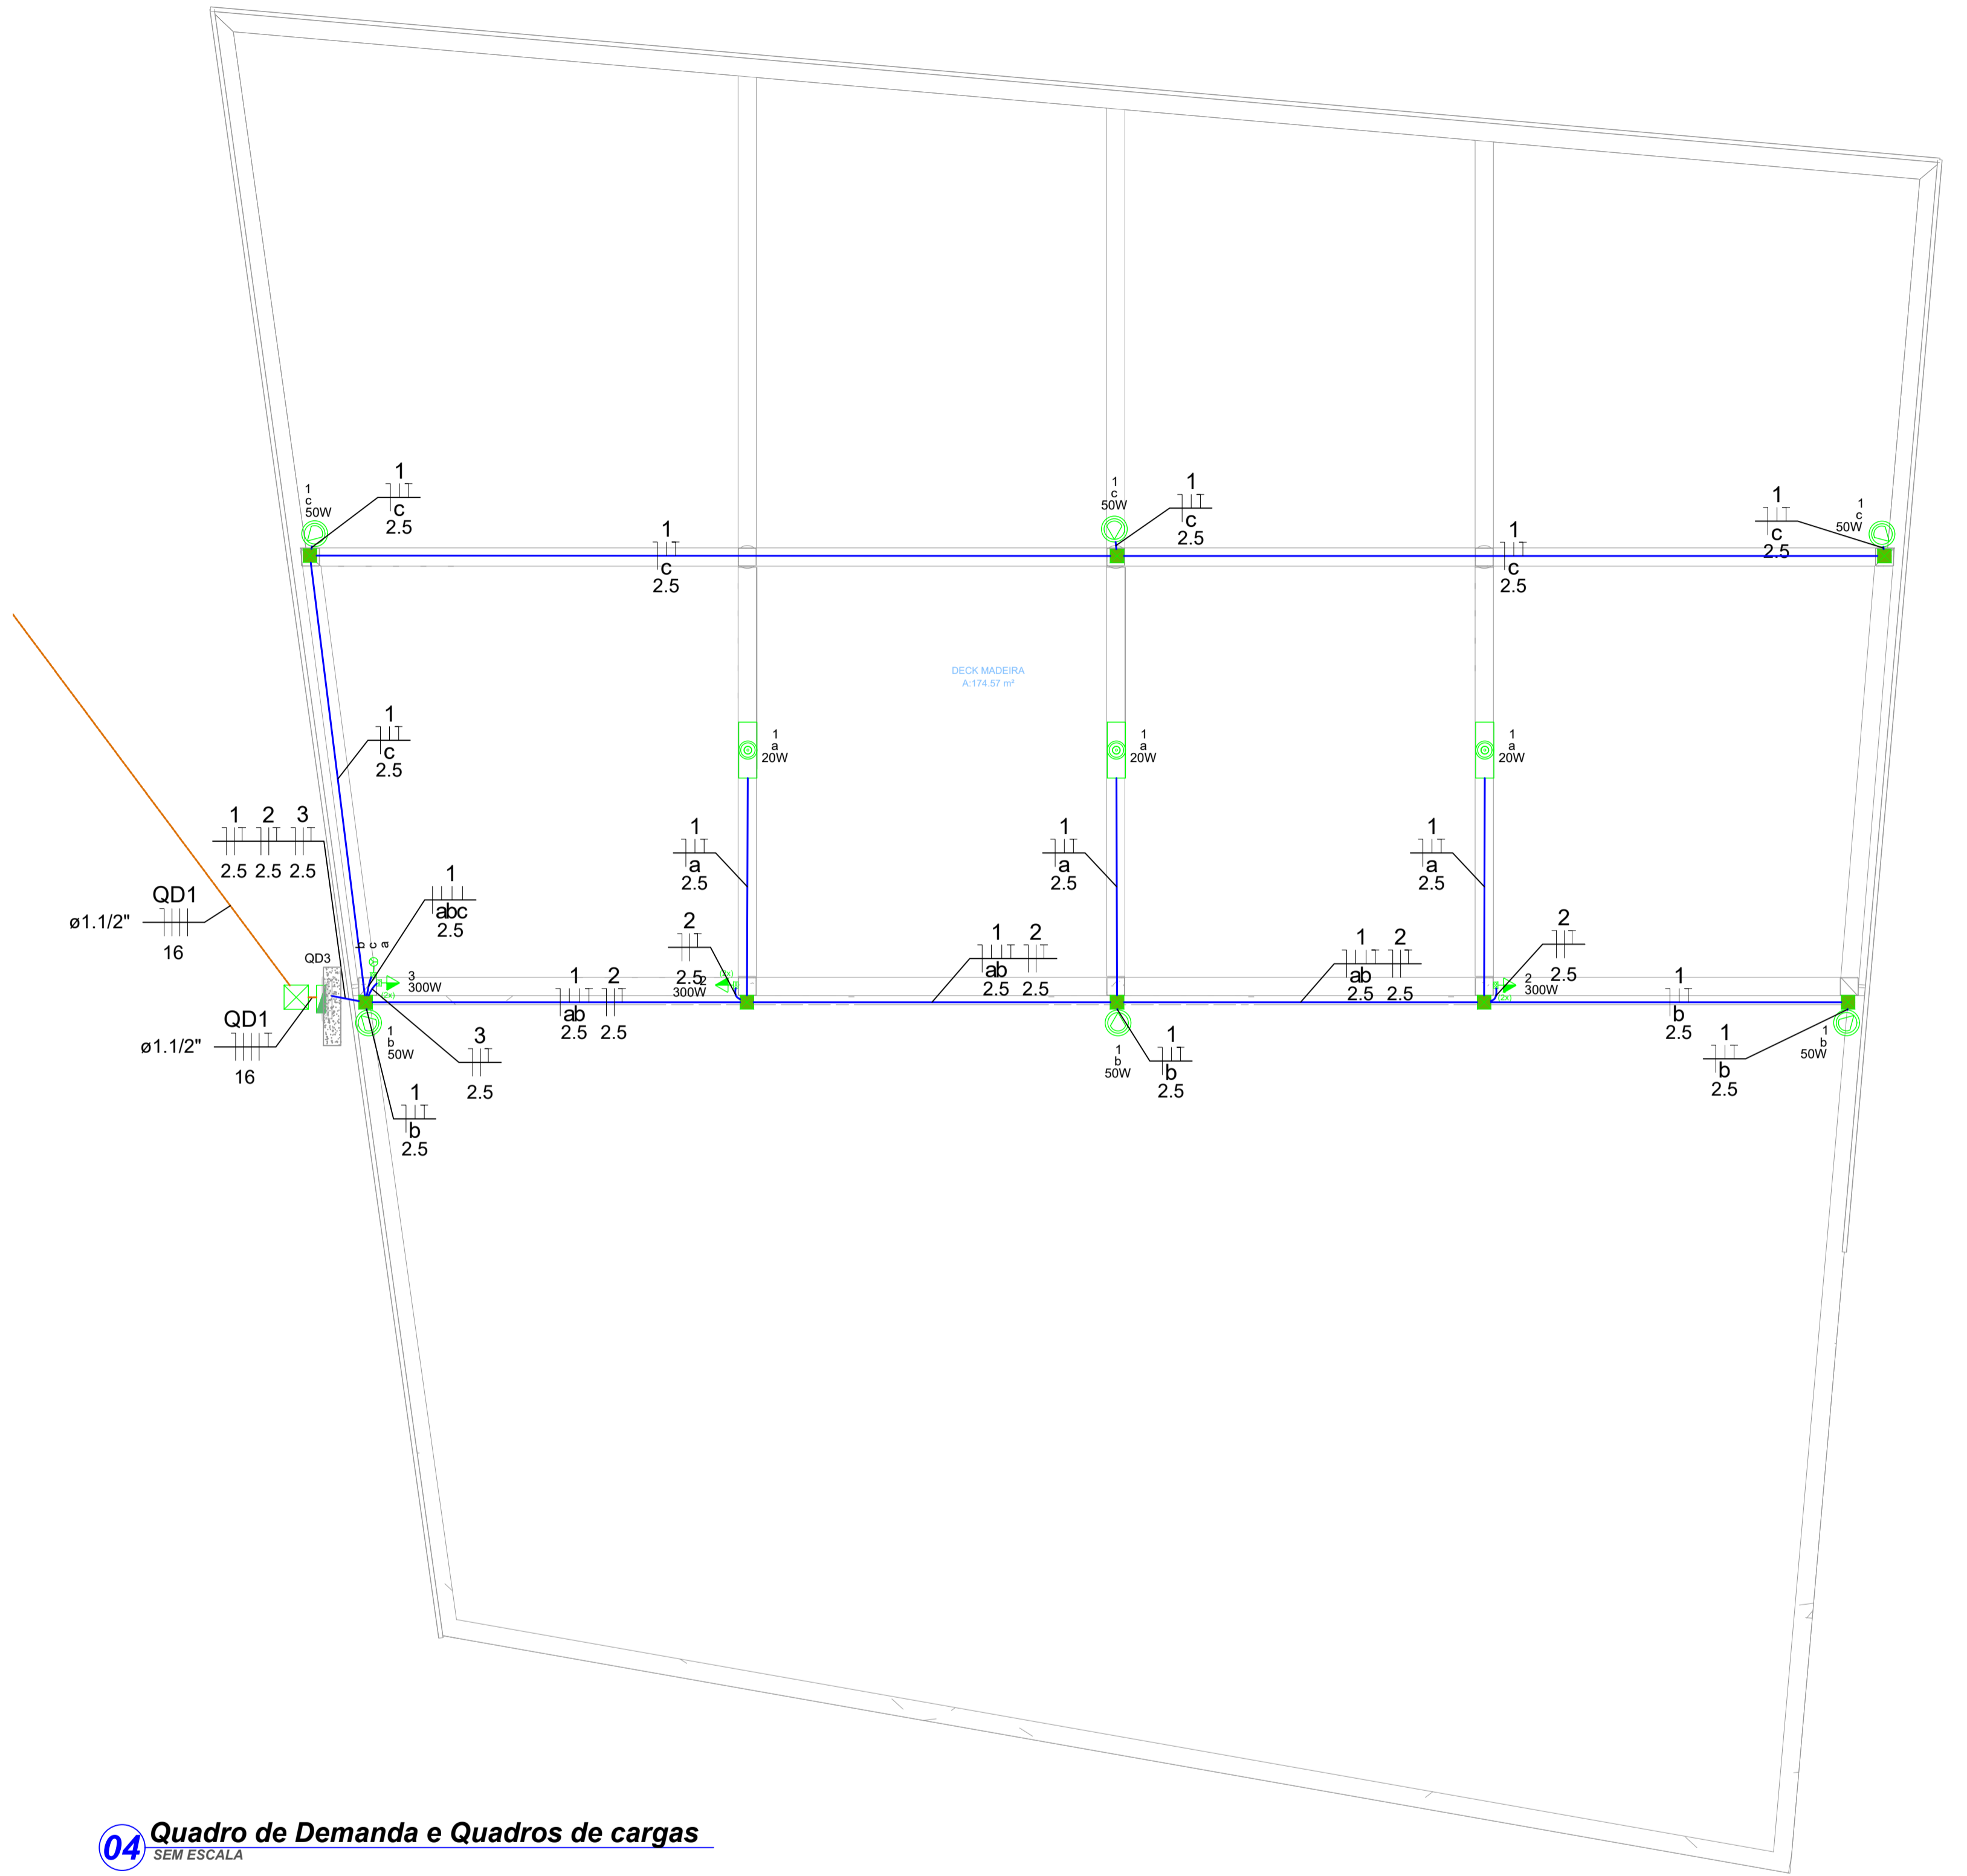 1
c
50W
1
c
2.5
1
c
50W
1
c
2.5
1
c
50W
1
c
2.5
1
c
2.5
1
c
2.5
DECK MADEIRA
A:174.57 m²
1
c
2.5
1
a
20W
1
a
20W
1
a
20W
1 2 3
2.5 2.5 2.5
1
a
2.5
1
a
2.5
1
a
2.5
QD1
ø1.1/2"
16
1
abc
2.5
b
c
a
QD3
3
300W
(2x)
2
2.5
(2x)
2
300W
1 2
ab
2.5 2.5
1 2
ab
2.5 2.5
1 2
ab
2.5 2.5
2
2.5
2
300W
(2x)
1
b
2.5
QD1
ø1.1/2"
16
1
b
50W
3
2.5
1
b
2.5
1
b
50W
1
b
2.5
1
b
50W
1
b
2.5
04 Quadro de Demanda e Quadros de cargas
SEM ESCALA